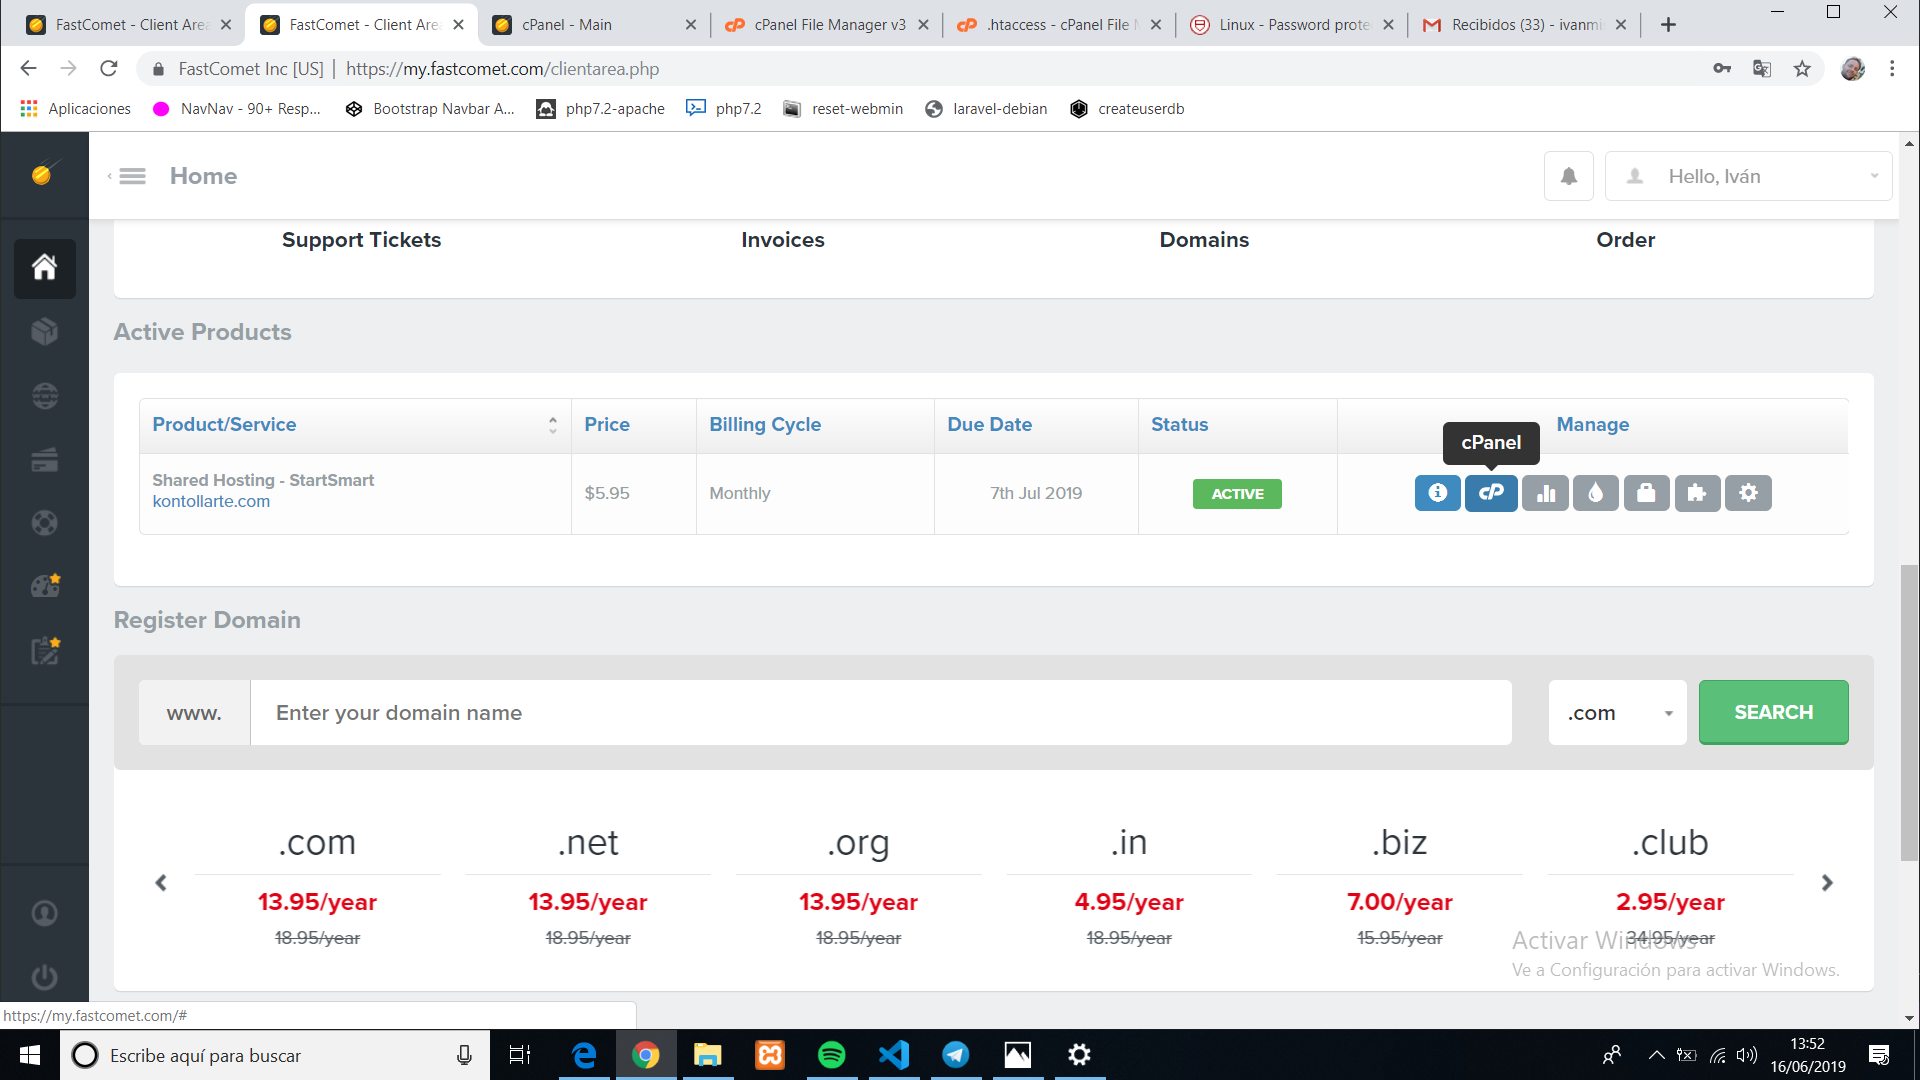 FastComet - Client Area
FastComet - Client Area
cPanel - Main
cPanel File Manager v3
.htaccess - cPanel File M
Linux - Password prote
Recibidos (33) - ivanmi
FastComet Inc [US] | https://my.fastcomet.com/clientarea.php
Aplicaciones
NavNav - 90+ Resp...
Bootstrap Navbar A...
php7.2-apache
php7.2
reset-webmin
laravel-debian
createuserdb
Home
Hello, Iván
Support Tickets
Invoices
Domains
Order
Active Products
Product/Service
Price
Billing Cycle
Due Date
Status
Manage
cPanel
Shared Hosting - StartSmart
kontollarte.com
$5.95
Monthly
7th Jul 2019
ACTIVE
Register Domain
www.
Enter your domain name
.com
SEARCH
.com
.net
.org
.in
.biz
.club
13.95/year
13.95/year
13.95/year
4.95/year
7.00/year
2.95/year
18.95/year
18.95/year
18.95/year
18.95/year
15.95/year
34.95/year
Activar Windows
Ve a Configuración para activar Windows.
https://my.fastcomet.com/#
Escribe aquí para buscar
13:52
16/06/2019